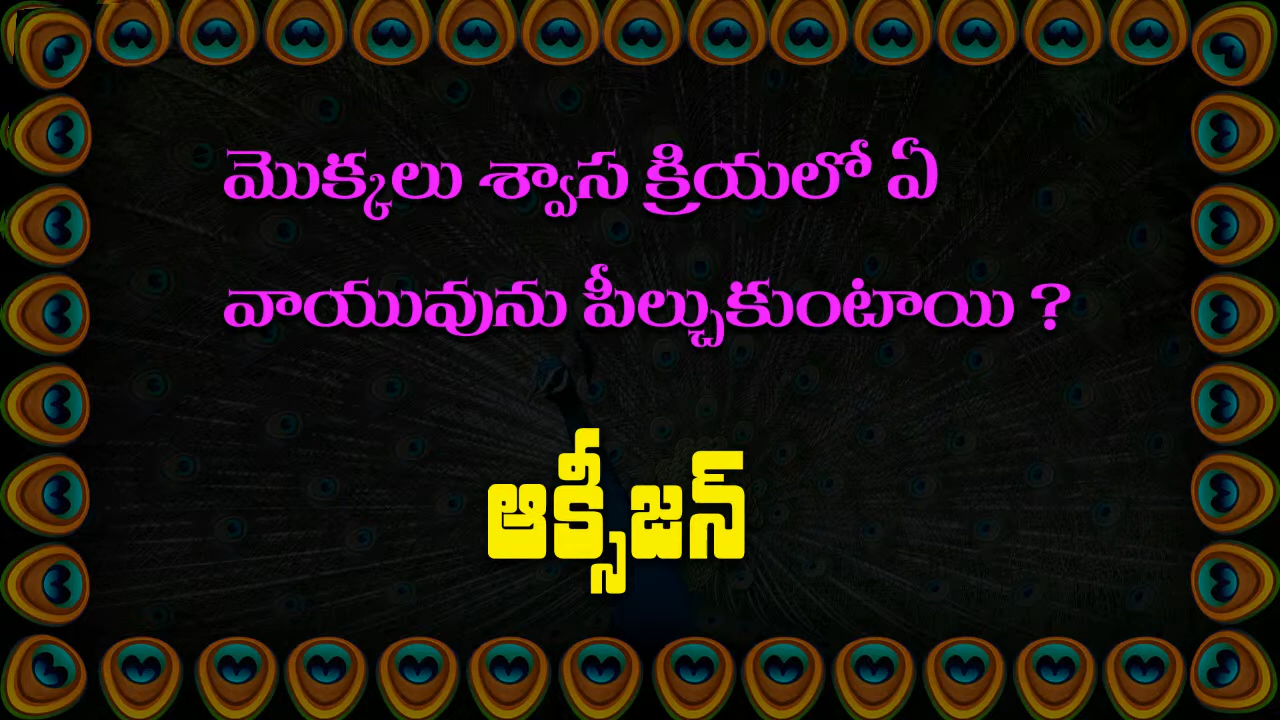 మొక్కలు శ్వాస క్రియలో ఏ
వాయువును పీల్చుకుంటాయి ?
ఆక్సీజన్